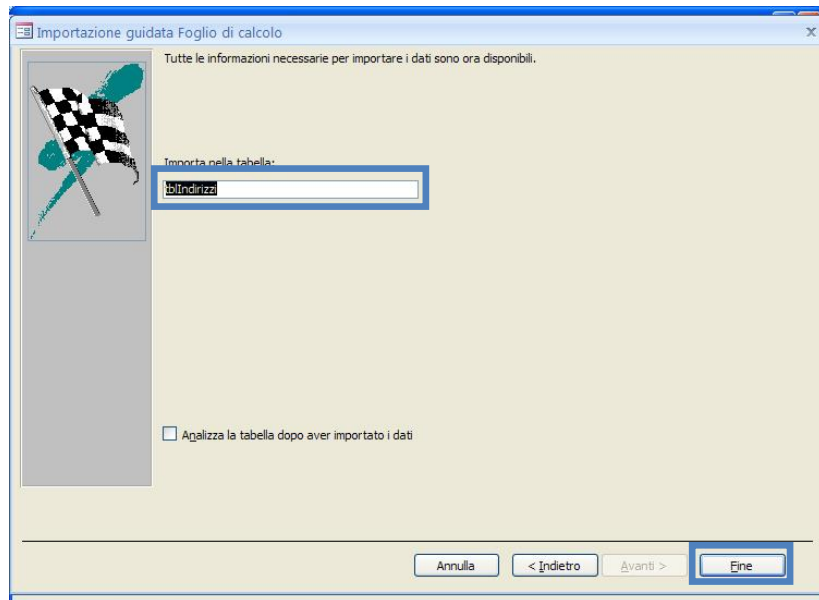 Importazione guidata Foglio di calcolo
Tutte le informazioni necessarie per importare i dati sono ora disponibili.
Importa nella tabella:
tblIndirizzi
Analizza la tabella dopo aver importato i dati
Annulla
< Indietro
Avanti >
Fine